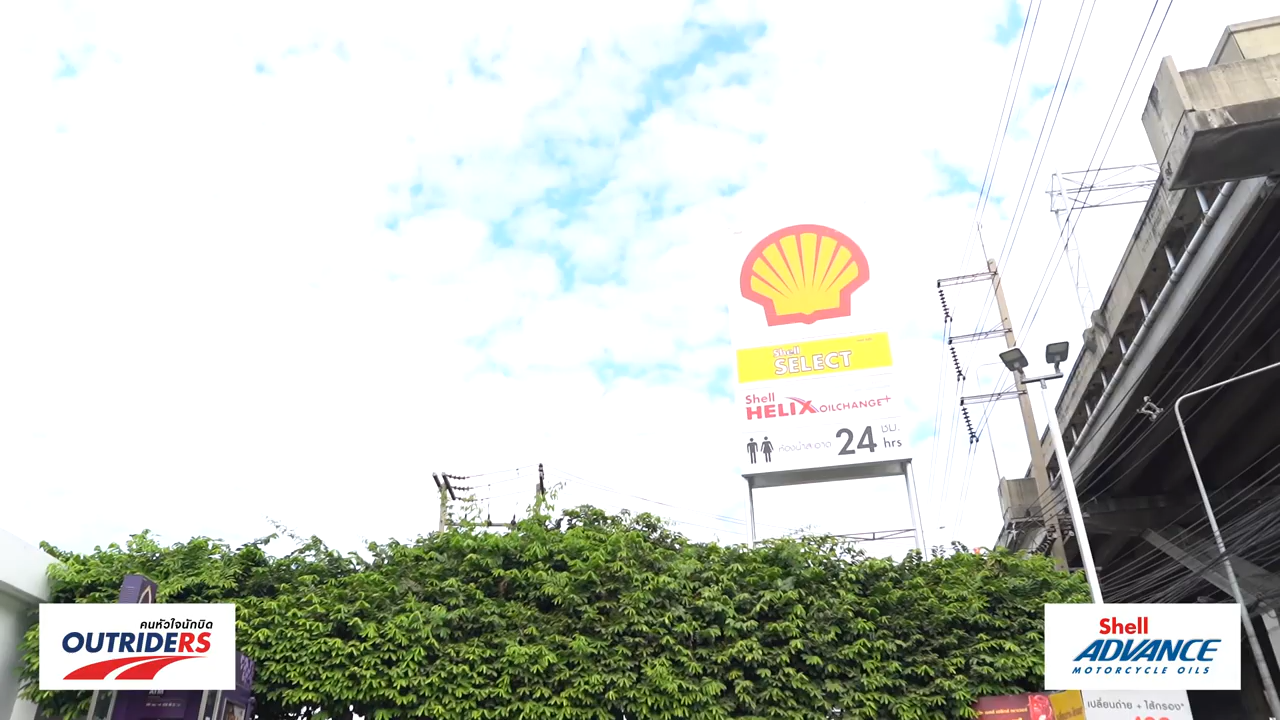 Shell
SELECT
Shell
HELIX OILCHANGE+
ห้องน้ำสะอาด 24 ชม.
hrs
คนหัวใจนักบิด
OUTRIDERS
Shell
ADVANCE
MOTORCYCLE OILS
เปลี่ยนถ่าย + ไส้กรอง*